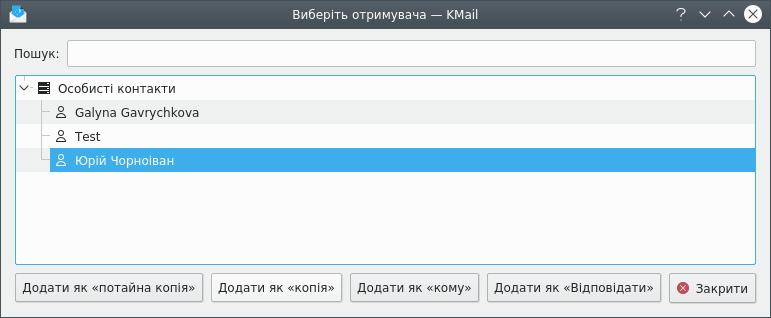 Виберіть отримувача — KMail
Пошук:
Особисті контакти
Galyna Gavrychkova
Test
Юрій Чорноіван
Додати як «потайна копія» Додати як «копія» Додати як «кому» Додати як «Відповідати» Закрити